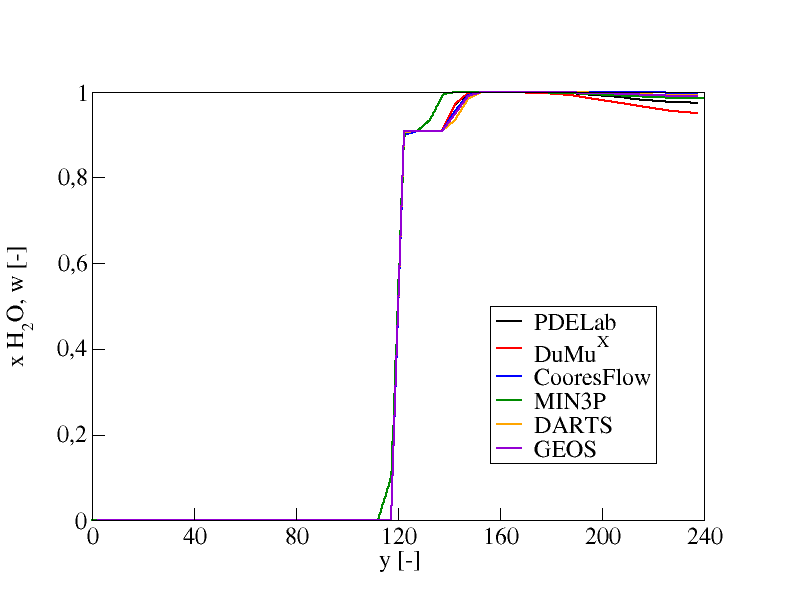 1
0,8
0,6
0,4
0,2
0
x H₂O, w [-]
PDELab
DuMuˣ
CooresFlow
MIN3P
DARTS
GEOS
0 40 80 120 160 200 240
y [-]